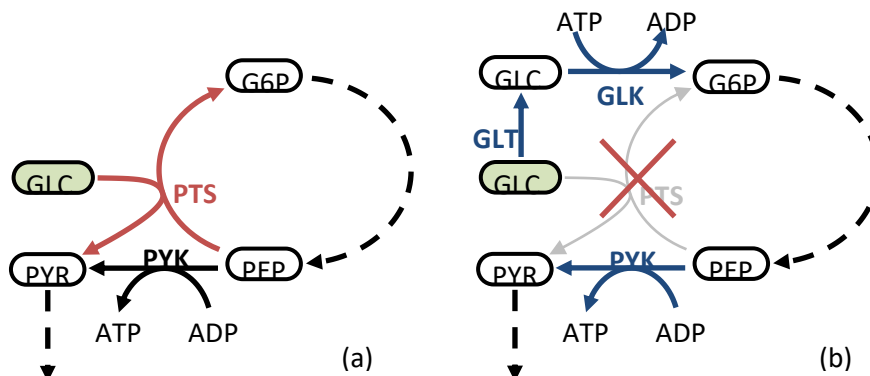 G6P
GLC
PTS
PYR
PYK
PEP
ATP
ADP
(a)
ATP
ADP
GLC
G6P
GLK
GLT
GLC
PTS
PYR
PYK
PEP
ATP
ADP
(b)